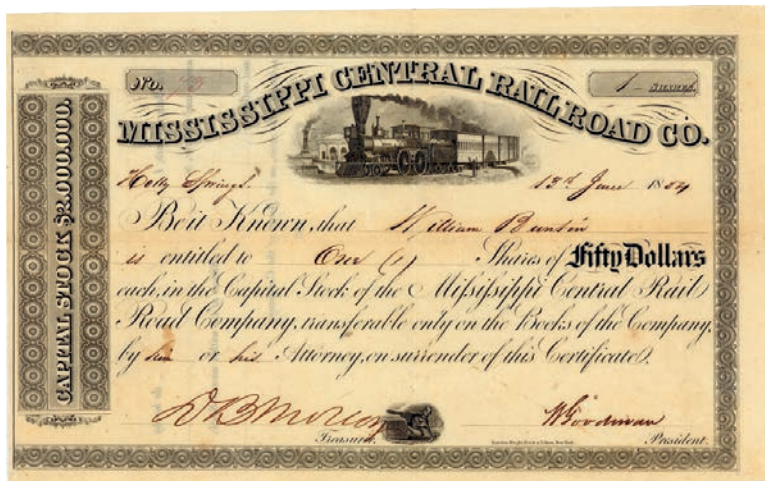 No.
1 SHARES.
MISSISSIPPI CENTRAL RAIL ROAD CO.
CAPITAL STOCK $2,000,000.
Holly Springs. 13th June 1854
Be it Known, that William Buntin
is entitled to One (1) Shares of Fifty Dollars
each, in the Capital Stock of the Mississippi Central Rail
Road Company, transferable only on the Books of the Company,
by him or his Attorney, on surrender of this Certificate.
W Goodman
Treasurer. President.